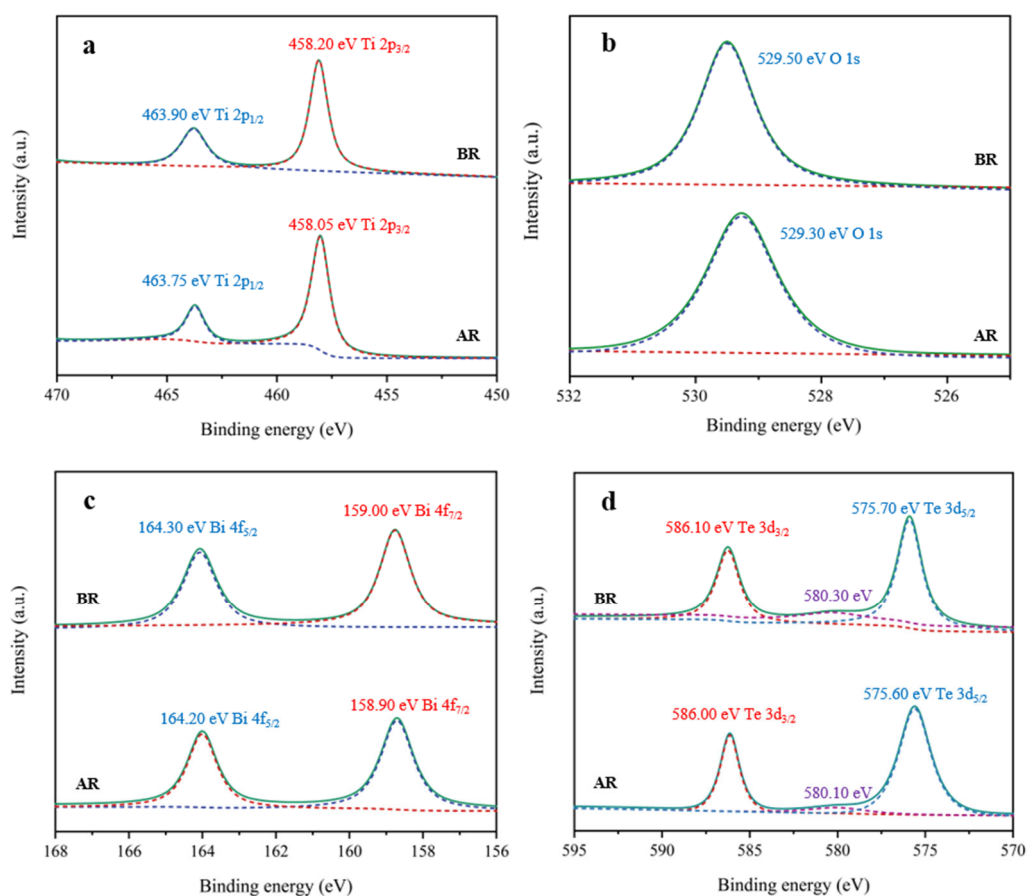 a
458.20 eV Ti 2p3/2
463.90 eV Ti 2p1/2
BR
458.05 eV Ti 2p3/2
463.75 eV Ti 2p1/2
AR
Intensity (a.u.)
470 465 460 455 450
Binding energy (eV)
b
529.50 eV O 1s
BR
529.30 eV O 1s
AR
Intensity (a.u.)
532 530 528 526
Binding energy (eV)
c
159.00 eV Bi 4f7/2
164.30 eV Bi 4f5/2
BR
158.90 eV Bi 4f7/2
164.20 eV Bi 4f5/2
AR
Intensity (a.u.)
168 166 164 162 160 158 156
Binding energy (eV)
d
575.70 eV Te 3d5/2
586.10 eV Te 3d3/2
BR
580.30 eV
575.60 eV Te 3d5/2
586.00 eV Te 3d3/2
AR
580.10 eV
Intensity (a.u.)
595 590 585 580 575 570
Binding energy (eV)